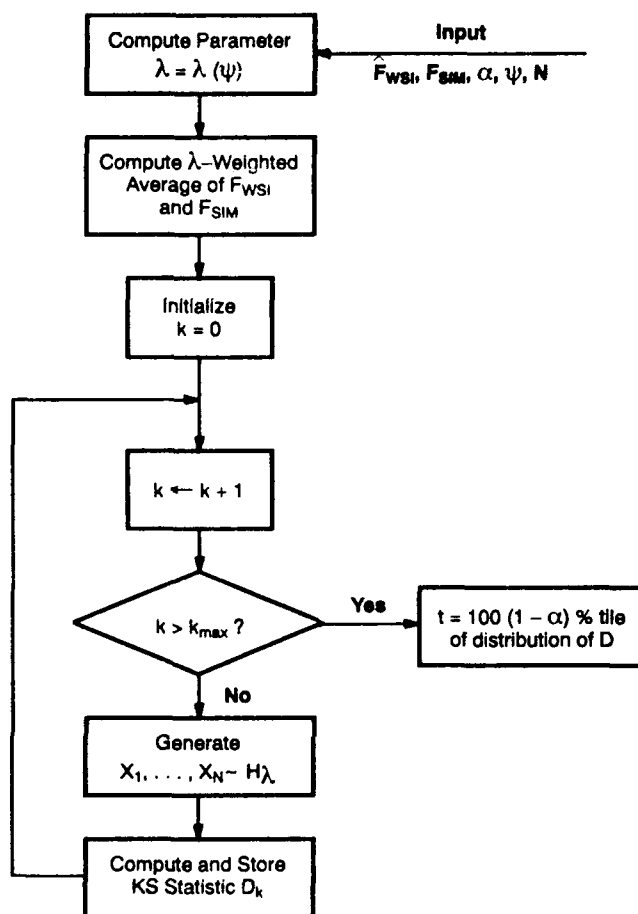 Compute Parameter
λ = λ (ψ)
Input
F̂WSI, FSIM, α, ψ, N
Compute λ–Weighted
Average of FWSI
and FSIM
Initialize
k = 0
k ← k + 1
k > kmax ?
Yes
t = 100 (1 – α) % tile
of distribution of D
No
Generate
X1, . . . , XN ~ Hλ
Compute and Store
KS Statistic Dk